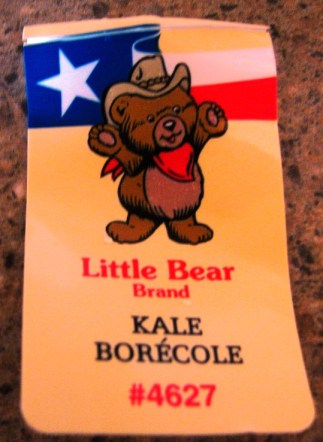 Little Bear
Brand
KALE
BORÉCOLE
#4627